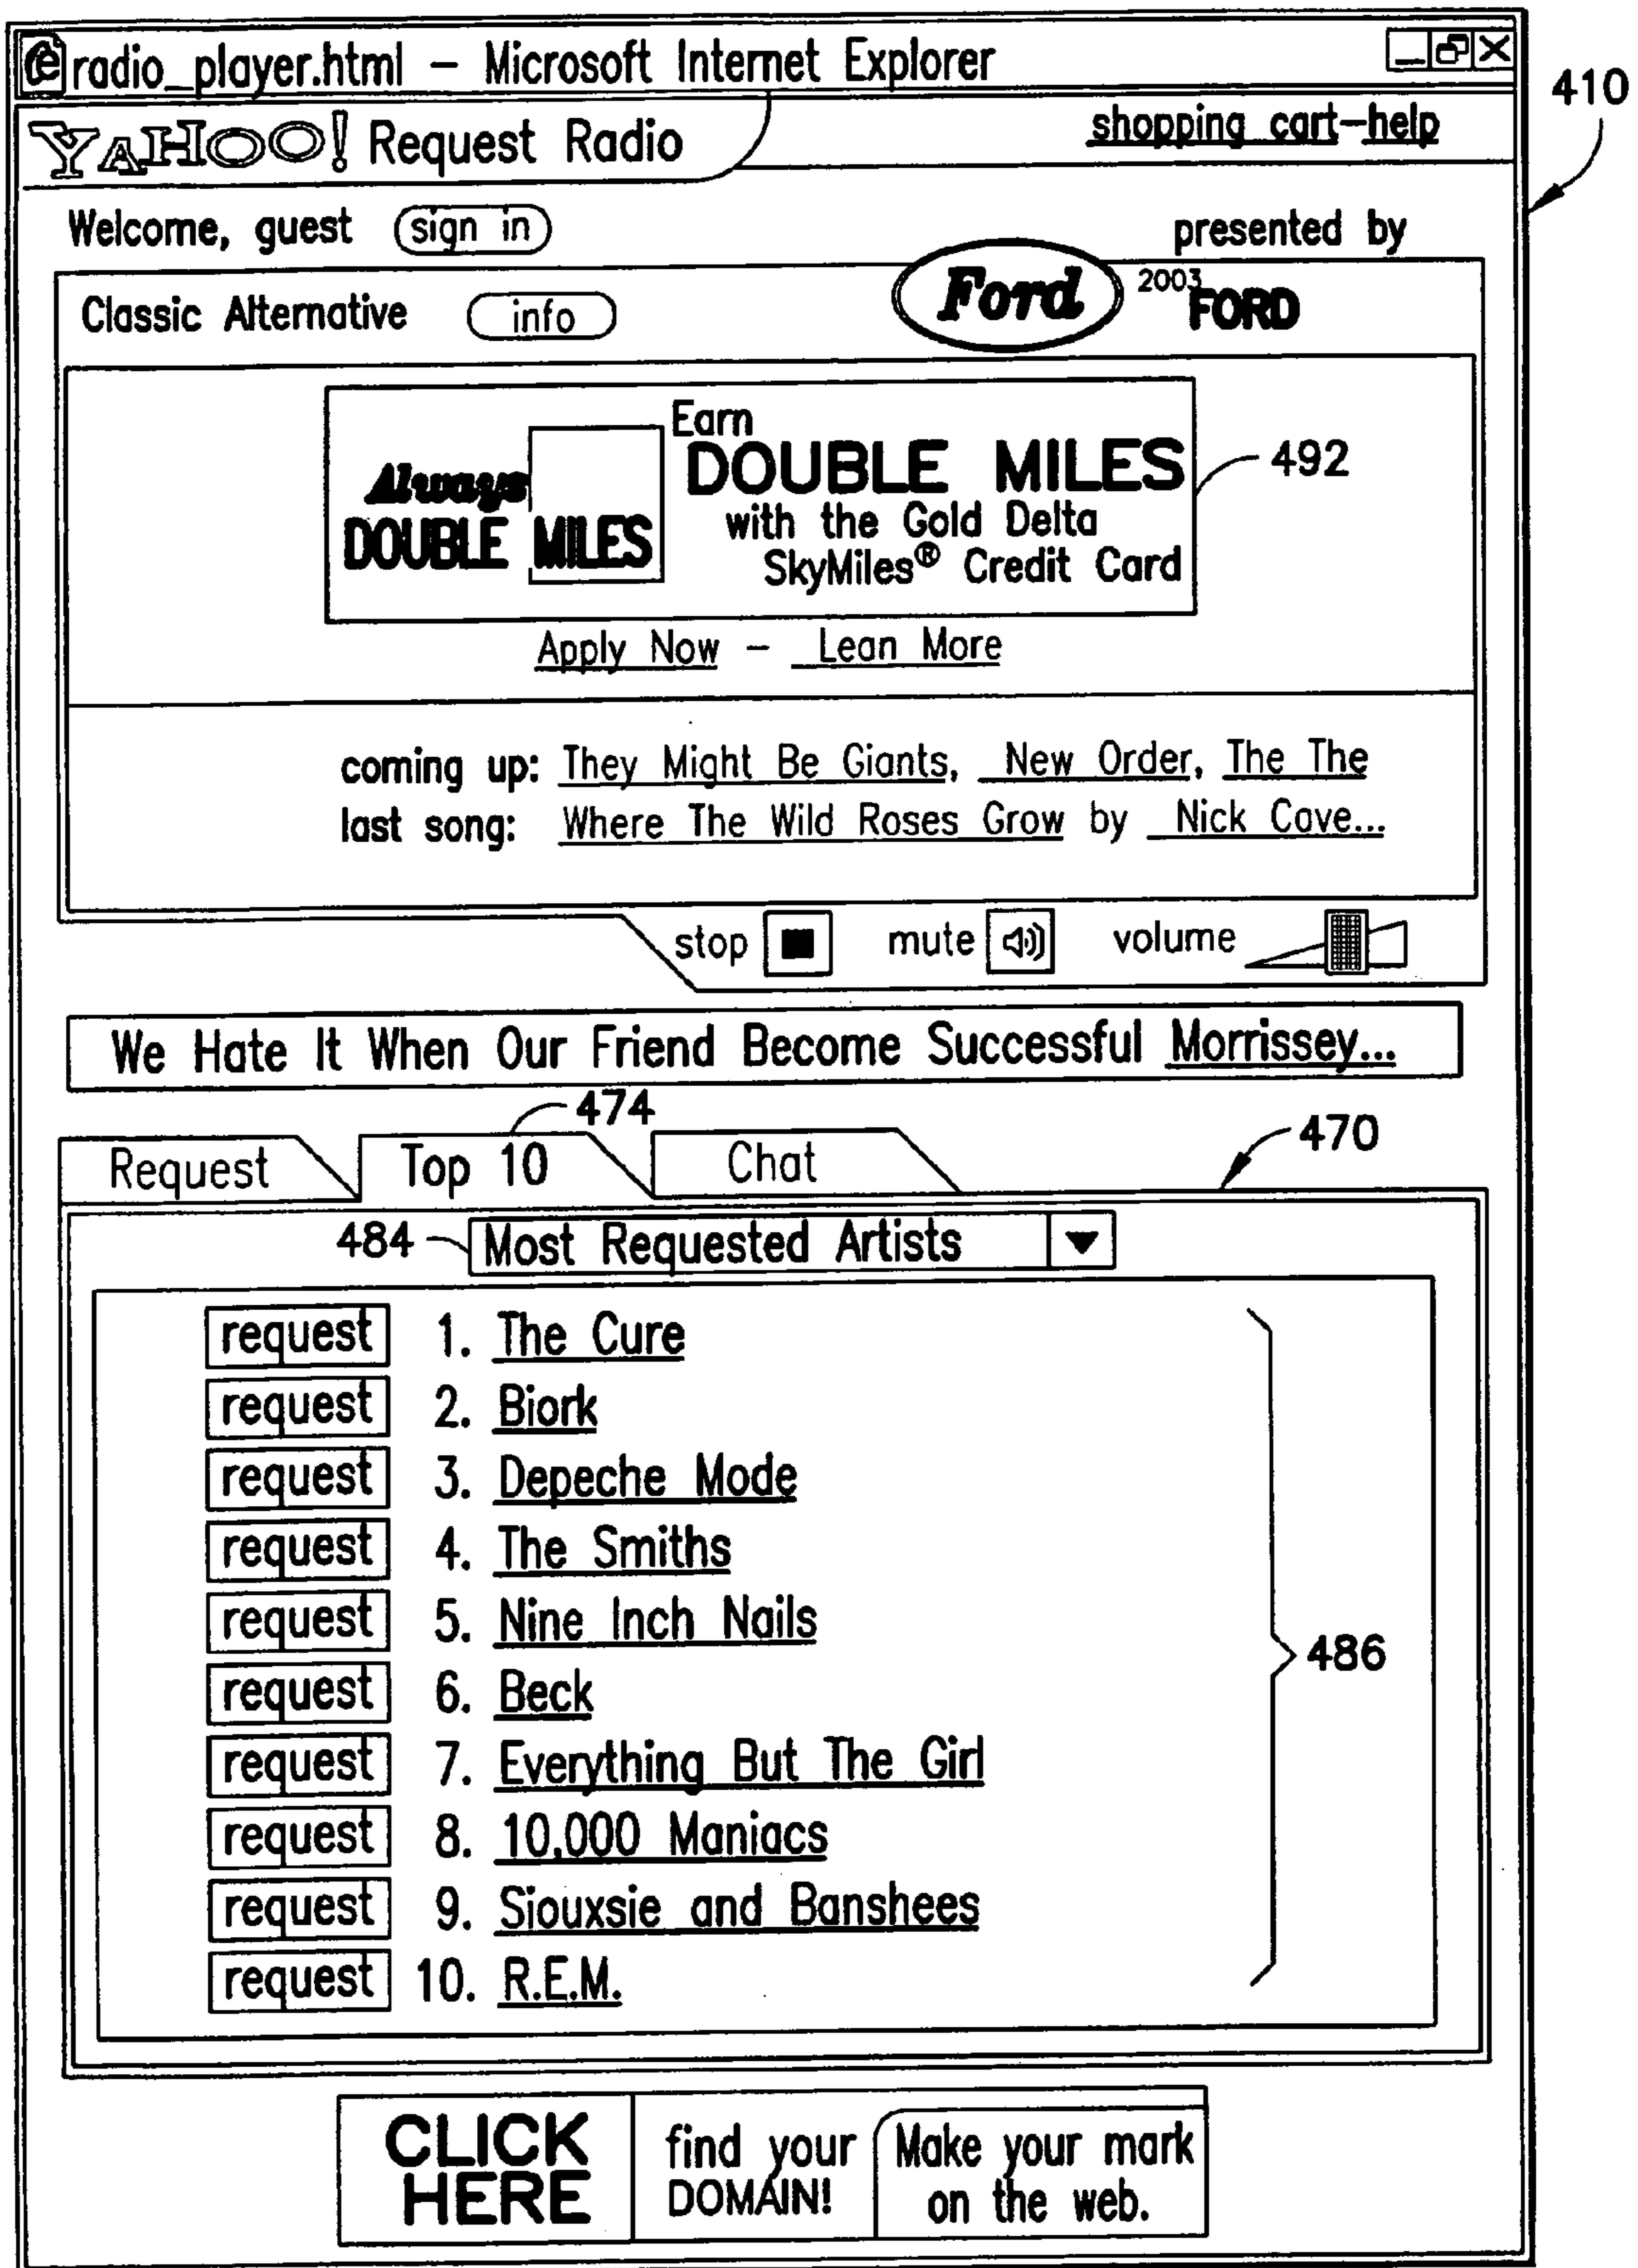 radio_player.html – Microsoft Internet Explorer
410
YAHOO! Request Radio
shopping cart–help
Welcome, guest sign in
presented by
Classic Alternative info
Ford 2003 FORD
Always
DOUBLE MILES
Earn
DOUBLE MILES
with the Gold Delta
SkyMiles® Credit Card
492
Apply Now – Lean More
coming up: They Might Be Giants, New Order, The The
last song: Where The Wild Roses Grow by Nick Cave...
stop mute volume
We Hate It When Our Friend Become Successful Morrissey...
474
470
Request Top 10 Chat
484 Most Requested Artists
request 1. The Cure
request 2. Biork
request 3. Depeche Mode
request 4. The Smiths
request 5. Nine Inch Nails
request 6. Beck
request 7. Everything But The Girl
request 8. 10,000 Maniacs
request 9. Siouxsie and Banshees
request 10. R.E.M.
486
CLICK
HERE
find your
DOMAIN!
Make your mark
on the web.